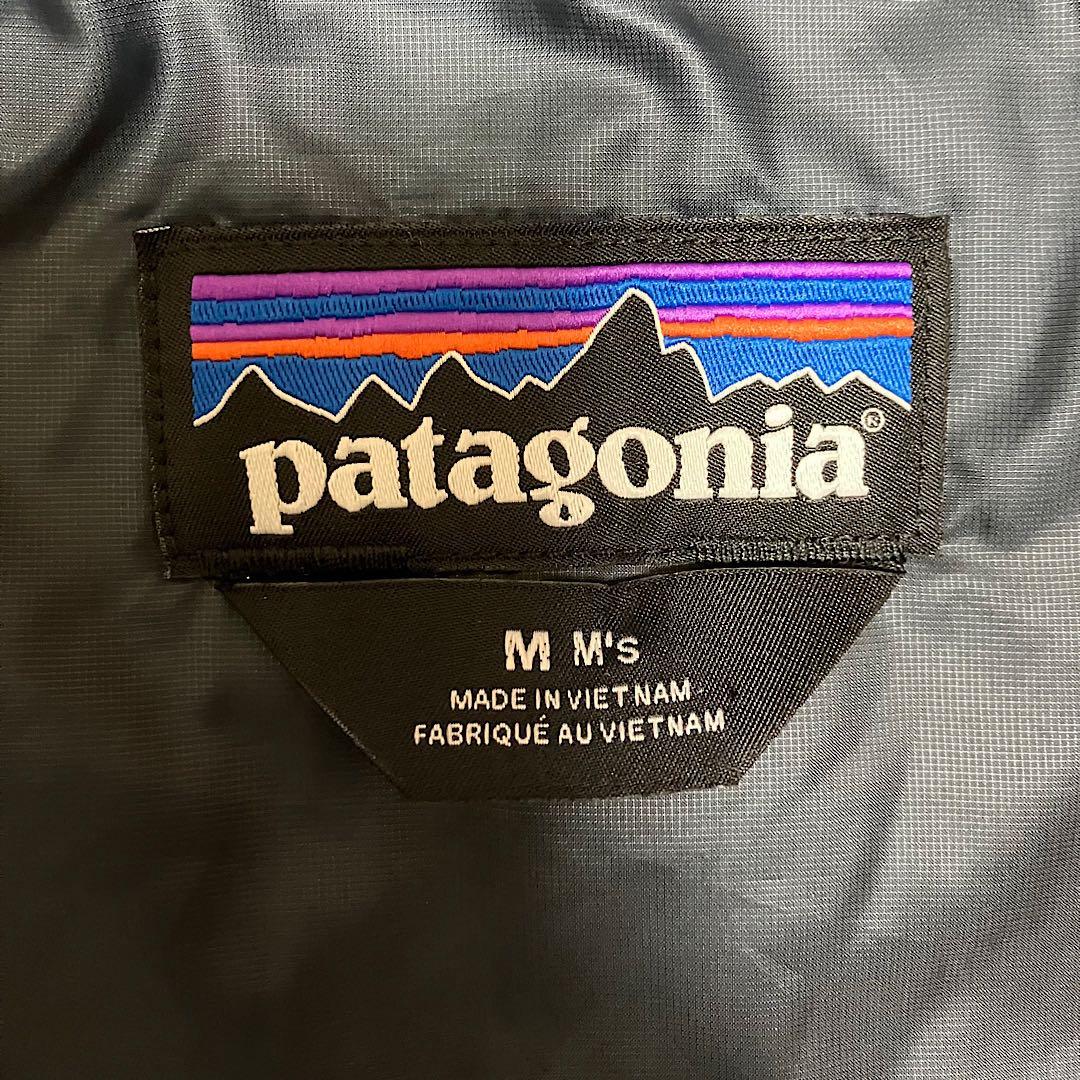 patagonia®
M M's
MADE IN VIETNAM
FABRIQUÉ AU VIETNAM